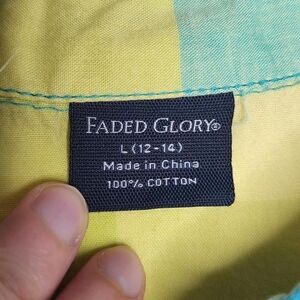 FADED GLORY®
L (12-14)
Made in China
100% COTTON